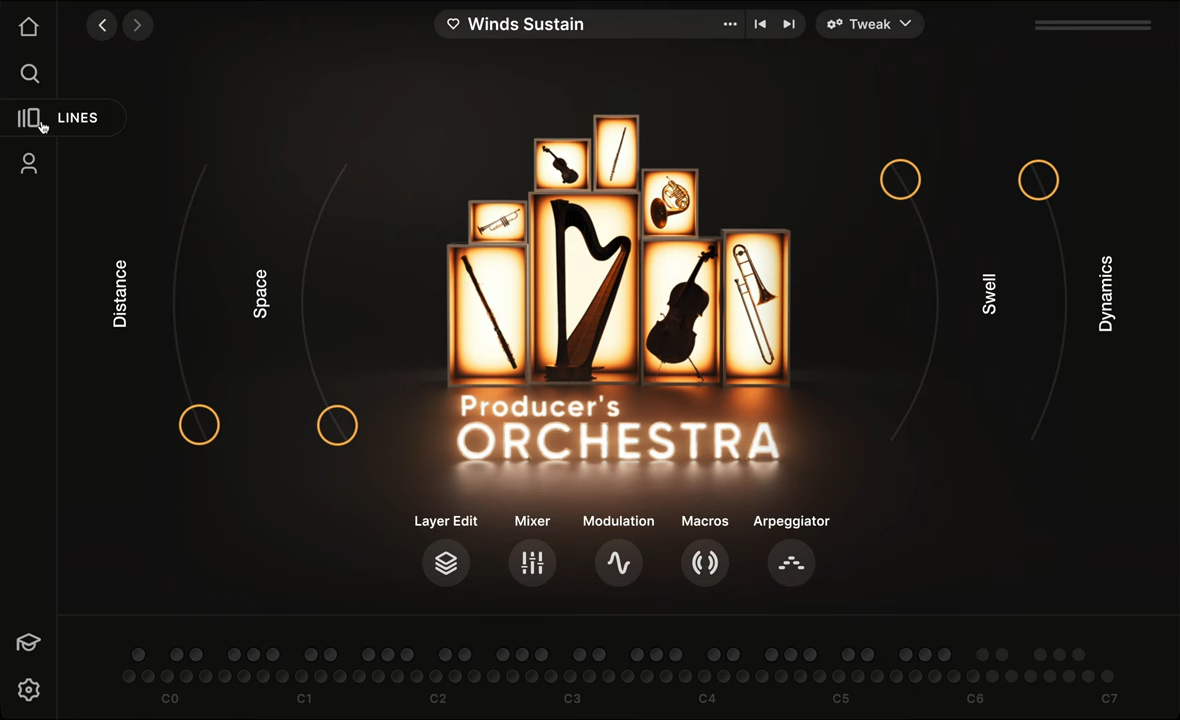 Winds Sustain
Tweak
LINES
Distance
Space
Swell
Dynamics
Producer's
ORCHESTRA
Layer Edit
Mixer
Modulation
Macros
Arpeggiator
C0
C1
C2
C3
C4
C5
C6
C7